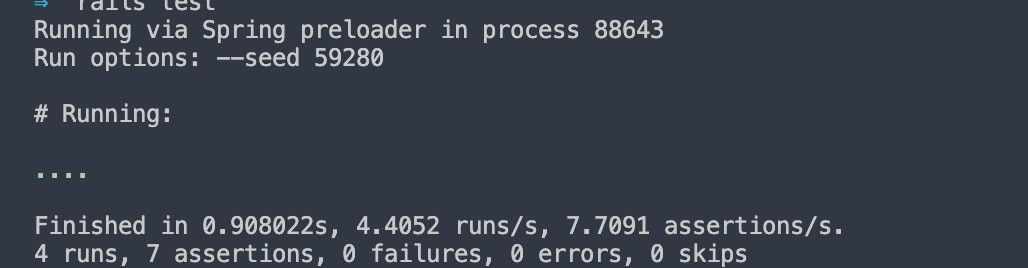 ⇒ rails test
Running via Spring preloader in process 88643
Run options: --seed 59280
# Running:
....
Finished in 0.908022s, 4.4052 runs/s, 7.7091 assertions/s.
4 runs, 7 assertions, 0 failures, 0 errors, 0 skips